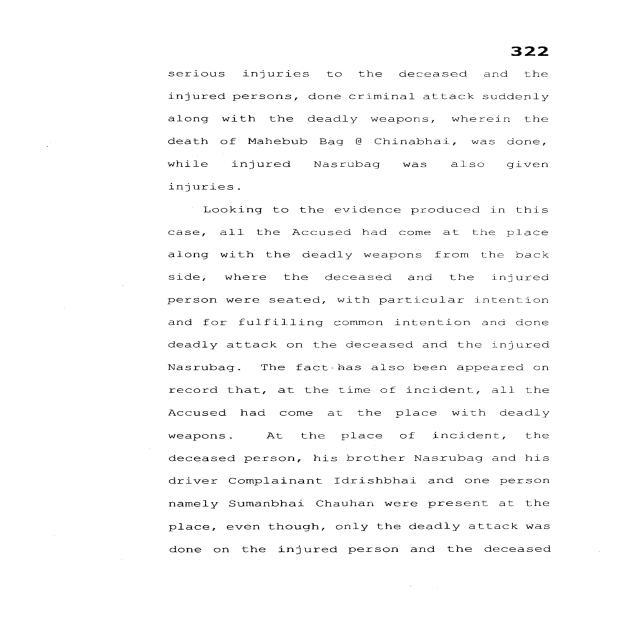 322
serious injuries to the deceased and the
injured persons, done criminal attack suddenly
along with the deadly weapons, wherein the
death of Mahebub Bag @ Chinabhai, was done,
while injured Nasrubag was also given
injuries.
Looking to the evidence produced in this
case, all the Accused had come at the place
along with the deadly weapons from the back
side, where the deceased and the injured
person were seated, with particular intention
and for fulfilling common intention and done
deadly attack on the deceased and the injured
Nasrubag. The fact has also been appeared on
record that, at the time of incident, all the
Accused had come at the place with deadly
weapons. At the place of incident, the
deceased person, his brother Nasrubag and his
driver Complainant Idrishbhai and one person
namely Sumanbhai Chauhan were present at the
place, even though, only the deadly attack was
done on the injured person and the deceased